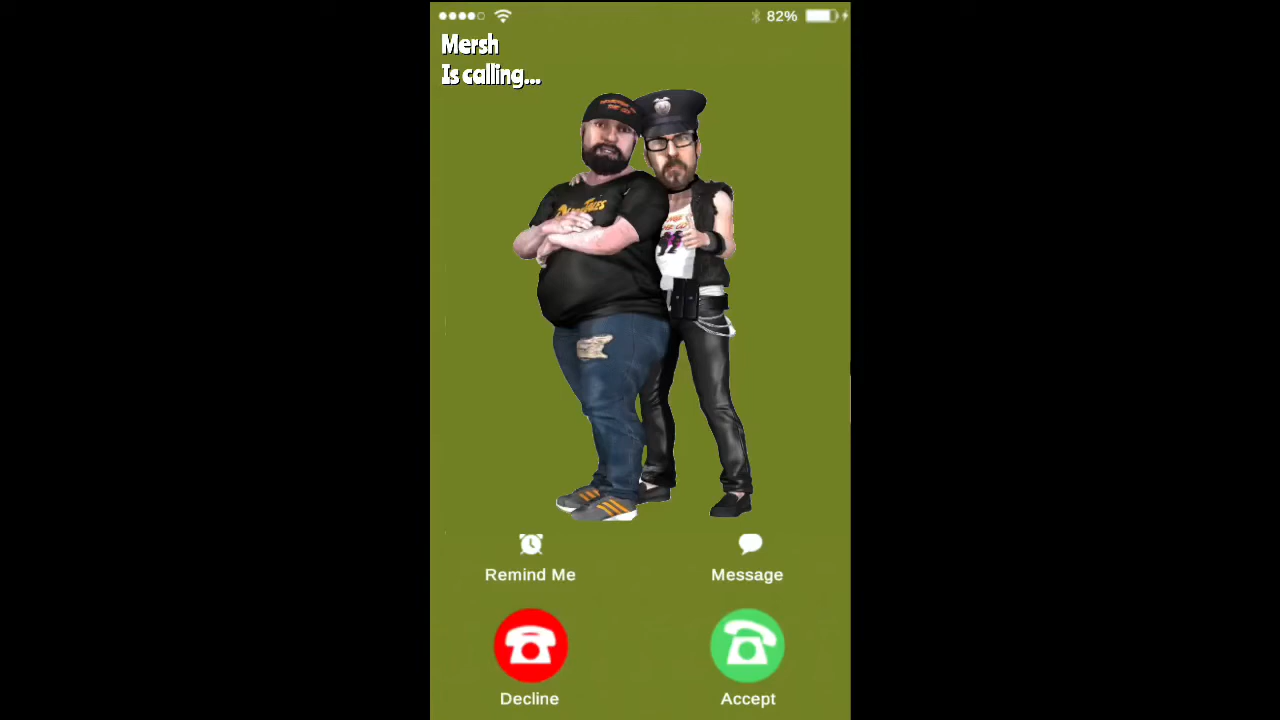 82%
Mersh
Is calling...
Remind Me
Message
Decline
Accept